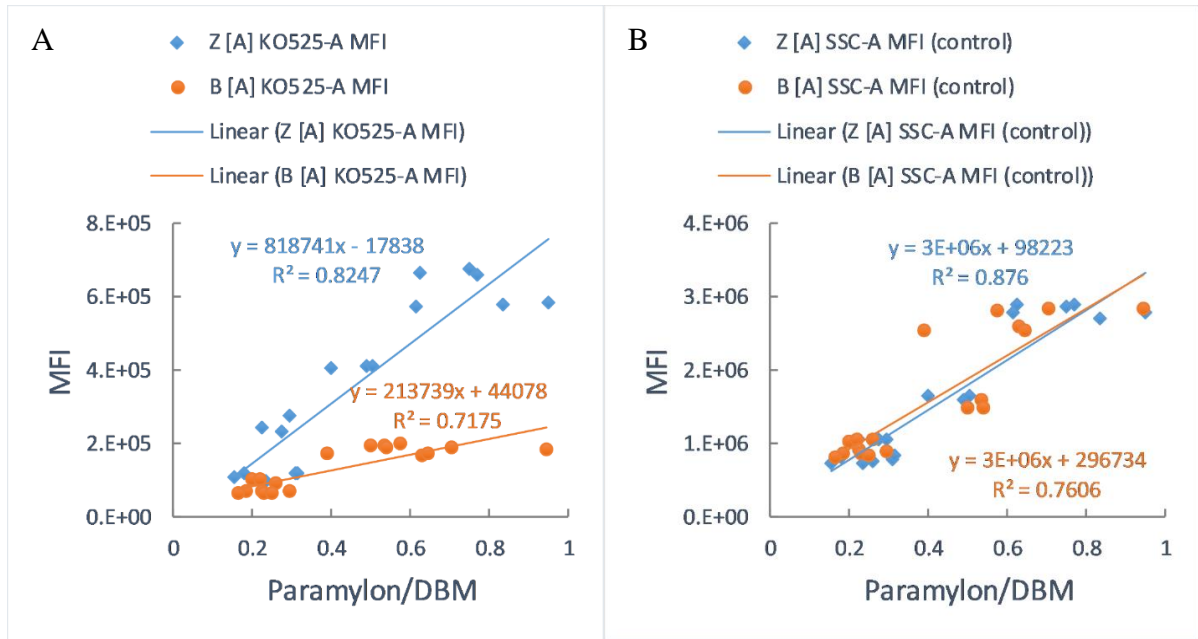 A
Z [A] KO525-A MFI
B [A] KO525-A MFI
Linear (Z [A] KO525-A MFI)
Linear (B [A] KO525-A MFI)
8.E+05
6.E+05
4.E+05
2.E+05
0.E+00
MFI
y = 818741x - 17838
R² = 0.8247
y = 213739x + 44078
R² = 0.7175
0 0.2 0.4 0.6 0.8 1
Paramylon/DBM
B
Z [A] SSC-A MFI (control)
B [A] SSC-A MFI (control)
Linear (Z [A] SSC-A MFI (control))
Linear (B [A] SSC-A MFI (control))
4.E+06
3.E+06
2.E+06
1.E+06
0.E+00
MFI
y = 3E+06x + 98223
R² = 0.876
y = 3E+06x + 296734
R² = 0.7606
0 0.2 0.4 0.6 0.8 1
Paramylon/DBM